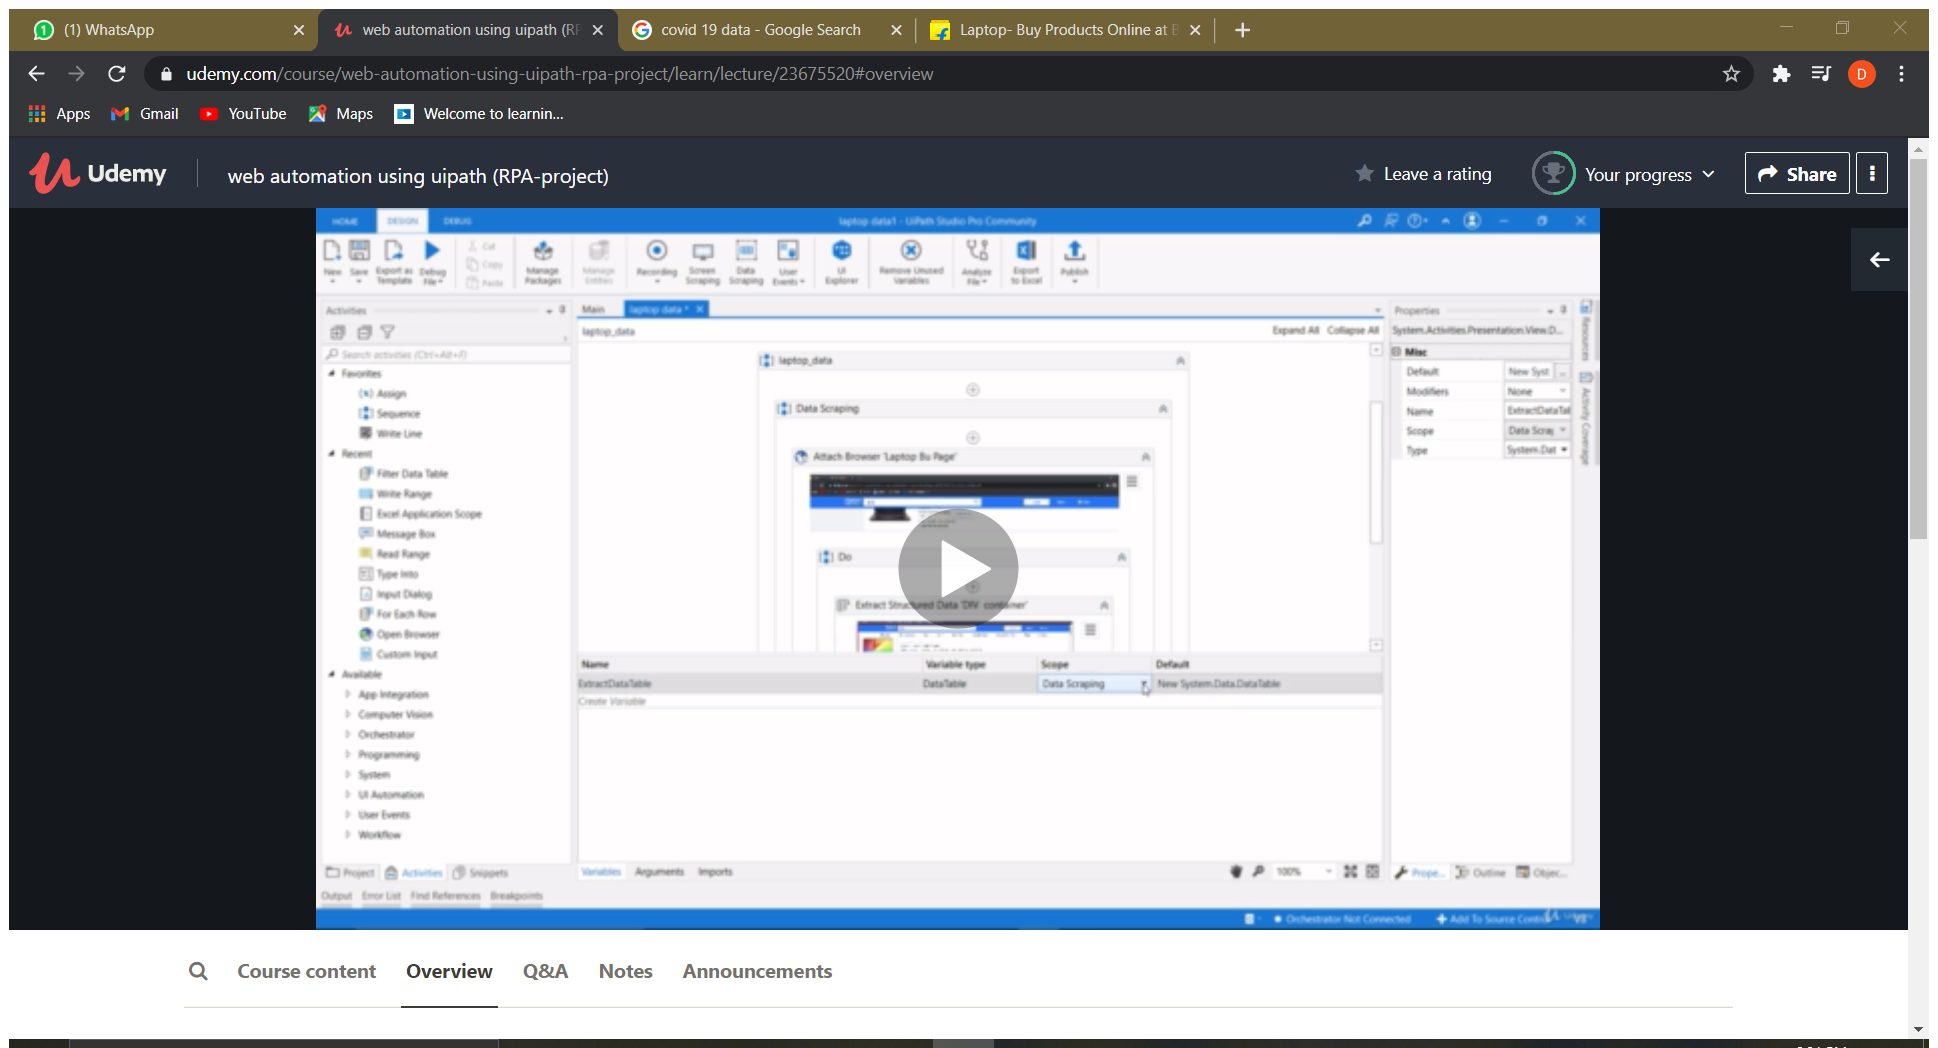 (1) WhatsApp
web automation using uipath (RP
covid 19 data - Google Search
Laptop- Buy Products Online at B
udemy.com/course/web-automation-using-uipath-rpa-project/learn/lecture/23675520#overview
D
Apps Gmail YouTube Maps Welcome to learnin...
Udemy web automation using uipath (RPA-project) Leave a rating Your progress Share
HOME DESIGN DEBUG laptop data1 - UiPath Studio Pro Community
New Save Export as Template Debug File Cut Copy Paste Manage Packages Manage Entities Recording Screen Scraping Data Scraping User Events UI Explorer Remove Unused Variables Analyze File Export to Excel Publish
Activities
Search activities (Ctrl+Alt+F)
Favorites
Assign
Sequence
Write Line
Recent
Filter Data Table
Write Range
Excel Application Scope
Message Box
Read Range
Type Into
Input Dialog
For Each Row
Open Browser
Custom Input
Available
App Integration
Computer Vision
Orchestrator
Programming
System
UI Automation
User Events
Workflow
Project Activities Snippets
Main laptop data *
laptop_data Expand All Collapse All
laptop_data
Data Scraping
Attach Browser 'Laptop Bu Page'
Do
Extract Structured Data 'DIV container'
Name Variable type Scope Default
ExtractDataTable DataTable Data Scraping New System.Data.DataTable
Create Variable
Variables Arguments Imports 100%
Properties
System.Activities.Presentation.View.D...
Misc
Default New Syst ...
Modifiers None
Name ExtractDataTal
Scope Data Scrap
Type System.Dat
Resources
Activity Coverage
Prope... Outline Objec...
Output Error List Find References Breakpoints
Orchestrator Not Connected Add To Source Contr
Course content Overview Q&A Notes Announcements